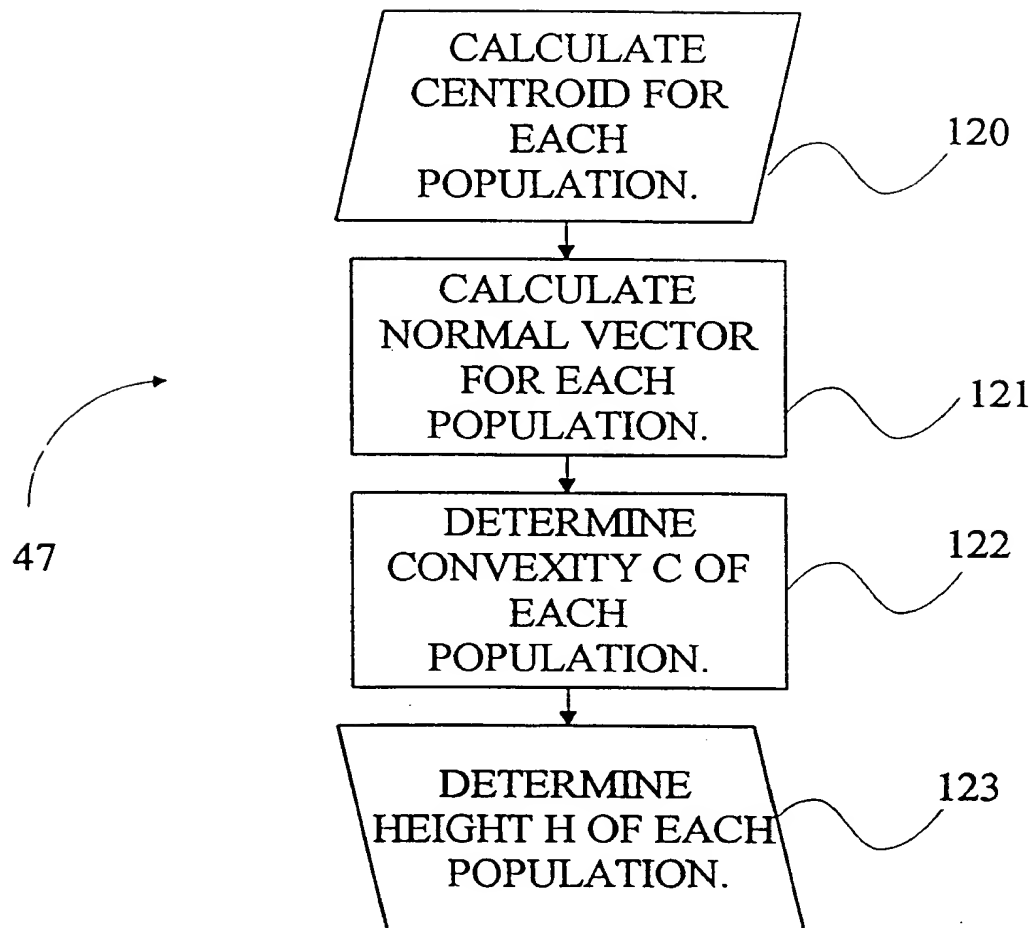 CALCULATE
CENTROID FOR
EACH
POPULATION.
120
CALCULATE
NORMAL VECTOR
FOR EACH
POPULATION.
121
47
DETERMINE
CONVEXITY C OF
EACH
POPULATION.
122
DETERMINE
HEIGHT H OF EACH
POPULATION.
123